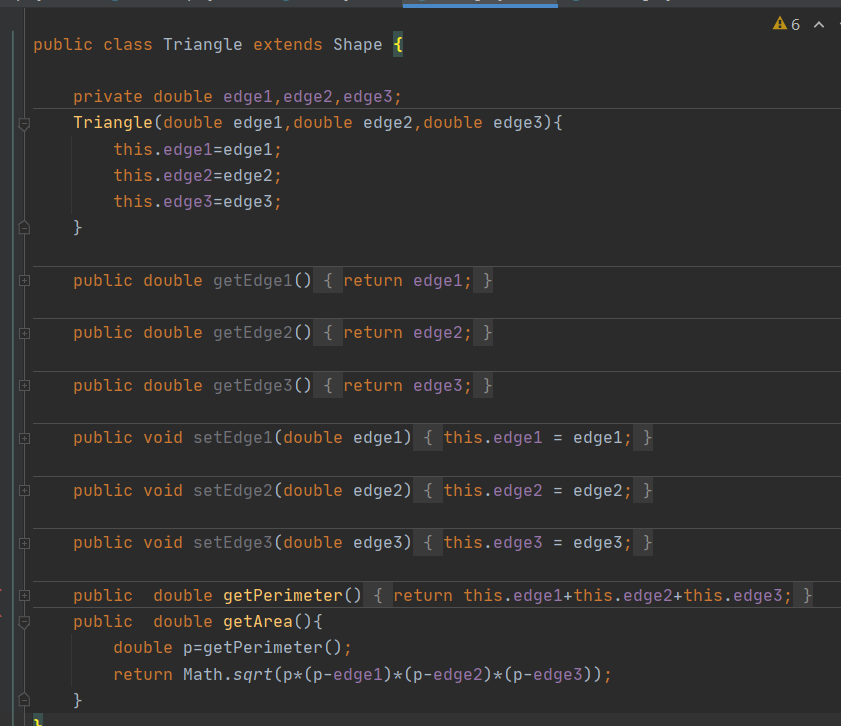 6
public class Triangle extends Shape {
private double edge1,edge2,edge3;
Triangle(double edge1,double edge2,double edge3){
this.edge1=edge1;
this.edge2=edge2;
this.edge3=edge3;
}
public double getEdge1() { return edge1; }
public double getEdge2() { return edge2; }
public double getEdge3() { return edge3; }
public void setEdge1(double edge1) { this.edge1 = edge1; }
public void setEdge2(double edge2) { this.edge2 = edge2; }
public void setEdge3(double edge3) { this.edge3 = edge3; }
public  double getPerimeter() { return this.edge1+this.edge2+this.edge3; }
public  double getArea(){
double p=getPerimeter();
return Math.sqrt(p*(p-edge1)*(p-edge2)*(p-edge3));
}
}